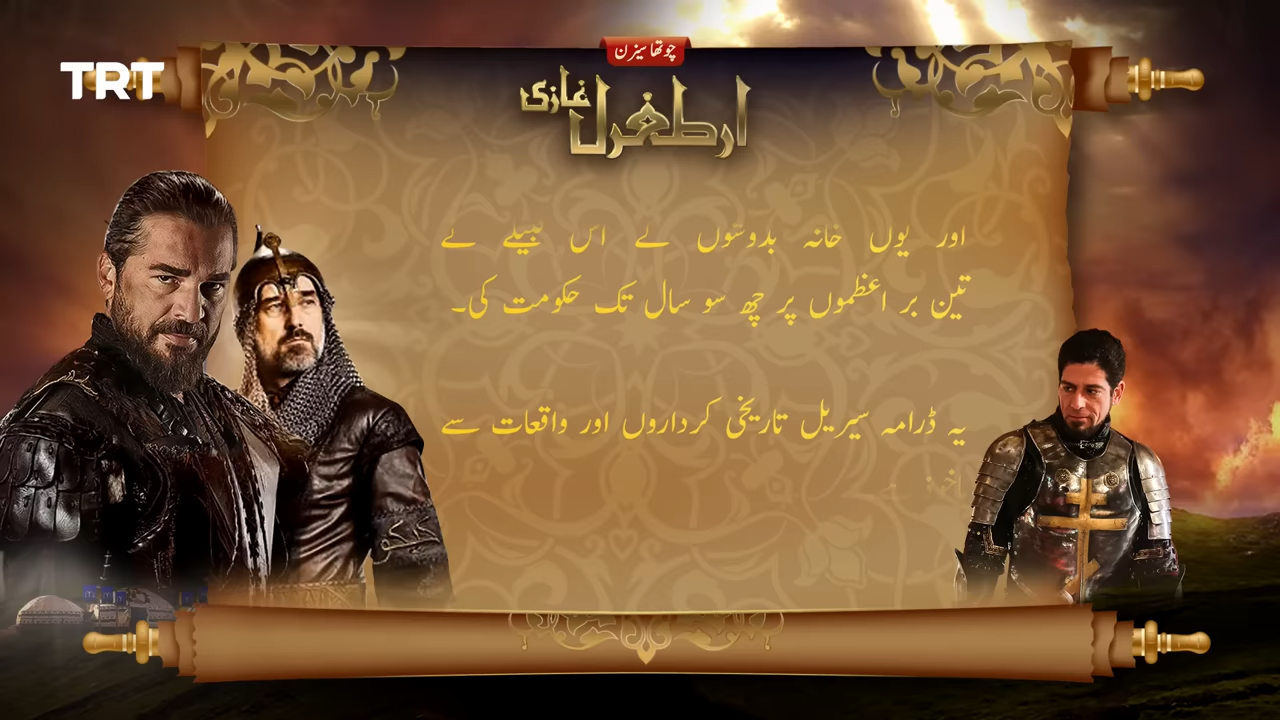 TRT
چوتھا سیزن
ارطغرل غازی
اور یوں خانہ بدوشوں کے اس قبیلے نے
تین بر اعظموں پر چھ سو سال تک حکومت کی۔
یہ ڈرامہ سیریل تاریخی کرداروں اور واقعات سے